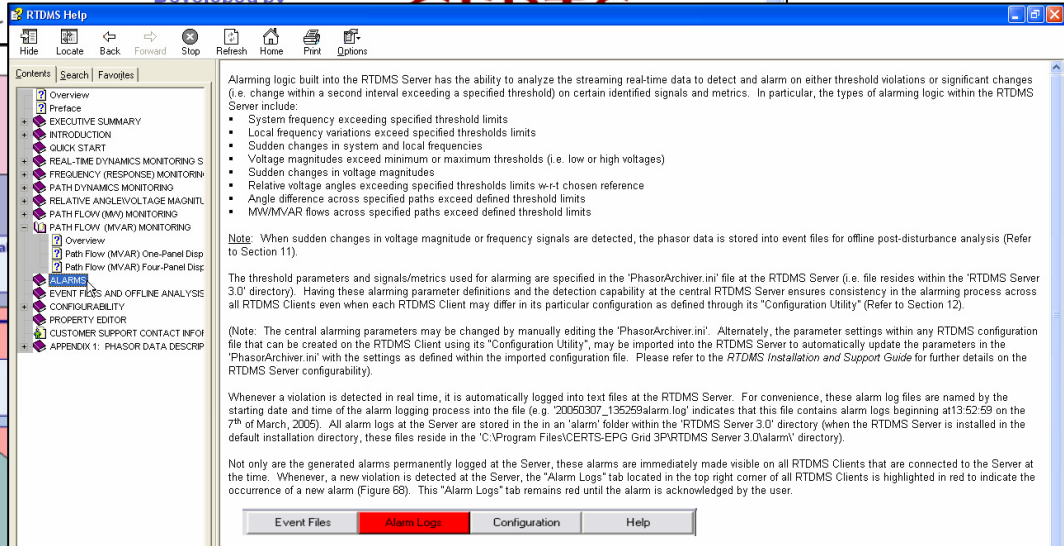 Developed by
RTDMS Help
Hide Locate Back Forward Stop Refresh Home Print Options
Contents Search Favorites
Overview
Preface
EXECUTIVE SUMMARY
INTRODUCTION
QUICK START
REAL-TIME DYNAMICS MONITORING S
FREQUENCY (RESPONSE) MONITORIN
PATH DYNAMICS MONITORING
RELATIVE ANGLE\VOLTAGE MAGNITU
PATH FLOW (MW) MONITORING
PATH FLOW (MVAR) MONITORING
Overview
Path Flow (MVAR) One-Panel Disp
Path Flow (MVAR) Four-Panel Disp
ALARMS
EVENT FILES AND OFFLINE ANALYSIS
CONFIGURABILITY
PROPERTY EDITOR
CUSTOMER SUPPORT CONTACT INFOR
APPENDIX 1: PHASOR DATA DESCRIP
Alarming logic built into the RTDMS Server has the ability to analyze the streaming real-time data to detect and alarm on either threshold violations or significant changes
(i.e. change within a second interval exceeding a specified threshold) on certain identified signals and metrics. In particular, the types of alarming logic within the RTDMS
Server include:
▪ System frequency exceeding specified threshold limits
▪ Local frequency variations exceed specified thresholds limits
▪ Sudden changes in system and local frequencies
▪ Voltage magnitudes exceed minimum or maximum thresholds (i.e. low or high voltages)
▪ Sudden changes in voltage magnitudes
▪ Relative voltage angles exceeding specified thresholds limits w-r-t chosen reference
▪ Angle difference across specified paths exceed defined threshold limits
▪ MW/MVAR flows across specified paths exceed defined threshold limits
Note: When sudden changes in voltage magnitude or frequency signals are detected, the phasor data is stored into event files for offline post-disturbance analysis (Refer
to Section 11).
The threshold parameters and signals/metrics used for alarming are specified in the 'PhasorArchiver.ini' file at the RTDMS Server (i.e. file resides within the 'RTDMS Server
3.0' directory). Having these alarming parameter definitions and the detection capability at the central RTDMS Server ensures consistency in the alarming process across
all RTDMS Clients even when each RTDMS Client may differ in its particular configuration as defined through its "Configuration Utility" (Refer to Section 12).
(Note: The central alarming parameters may be changed by manually editing the 'PhasorArchiver.ini'. Alternately, the parameter settings within any RTDMS configuration
file that can be created on the RTDMS Client using its "Configuration Utility", may be imported into the RTDMS Server to automatically update the parameters in the
'PhasorArchiver.ini' with the settings as defined within the imported configuration file. Please refer to the RTDMS Installation and Support Guide for further details on the
RTDMS Server configurability).
Whenever a violation is detected in real time, it is automatically logged into text files at the RTDMS Server. For convenience, these alarm log files are named by the
starting date and time of the alarm logging process into the file (e.g. '20050307_135259alarm.log' indicates that this file contains alarm logs beginning at13:52:59 on the
7th of March, 2005). All alarm logs at the Server are stored in the in an 'alarm' folder within the 'RTDMS Server 3.0' directory (when the RTDMS Server is installed in the
default installation directory, these files reside in the 'C:\Program Files\CERTS-EPG Grid 3P\RTDMS Server 3.0\alarm\' directory).
Not only are the generated alarms permanently logged at the Server, these alarms are immediately made visible on all RTDMS Clients that are connected to the Server at
the time. Whenever, a new violation is detected at the Server, the "Alarm Logs" tab located in the top right corner of all RTDMS Clients is highlighted in red to indicate the
occurrence of a new alarm (Figure 68). This "Alarm Logs" tab remains red until the alarm is acknowledged by the user.
Event Files Alarm Logs Configuration Help